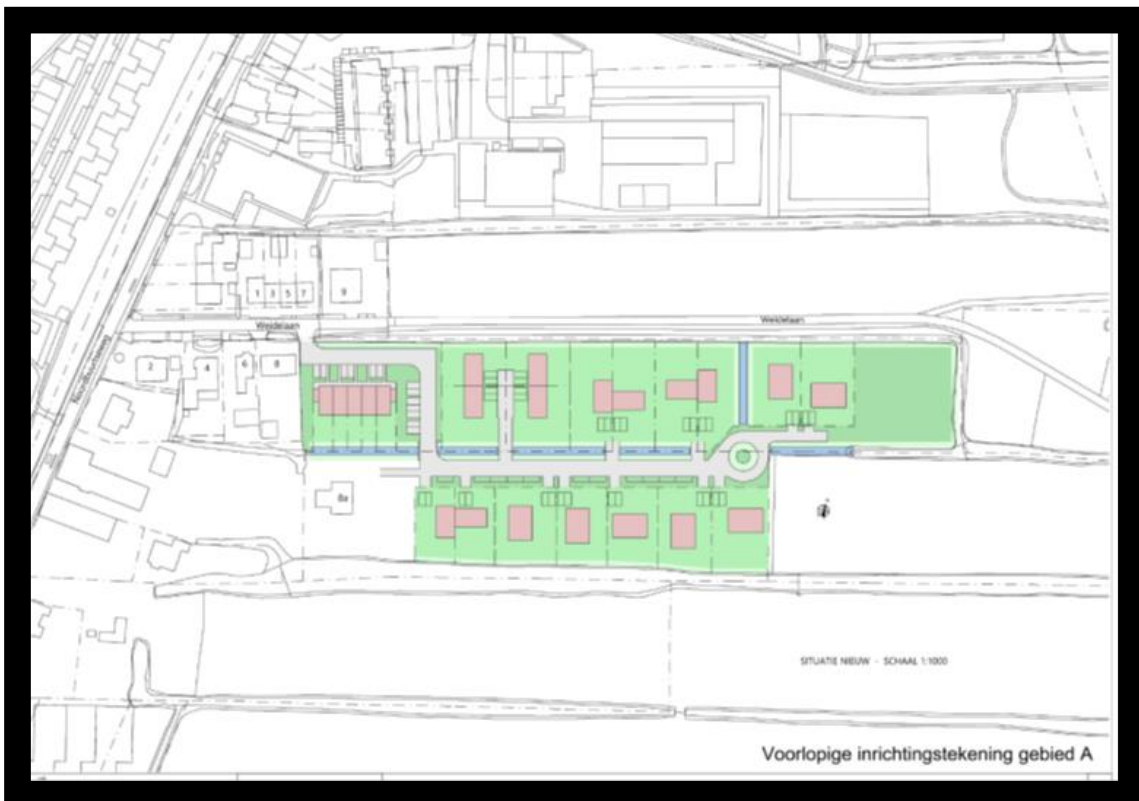 1 3 5 7
9
Weidelaan
Weidelaan
2
4
6
8
8a
SITUATIE NIEUW - SCHAAL 1:1000
Voorlopige inrichtingstekening gebied A